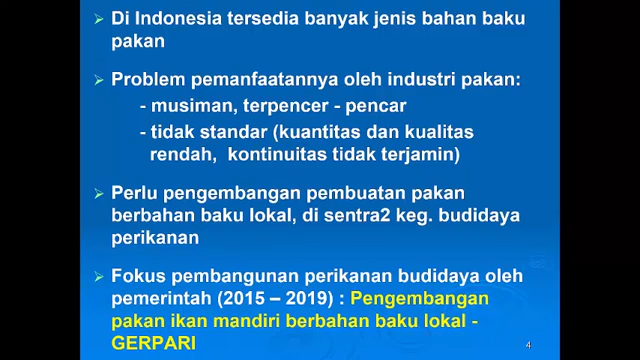 ➢ Di Indonesia tersedia banyak jenis bahan baku
pakan
➢ Problem pemanfaatannya oleh industri pakan:
- musiman, terpencer - pencar
- tidak standar (kuantitas dan kualitas
rendah, kontinuitas tidak terjamin)
➢ Perlu pengembangan pembuatan pakan
berbahan baku lokal, di sentra2 keg. budidaya
perikanan
➢ Fokus pembangunan perikanan budidaya oleh
pemerintah (2015 – 2019) : Pengembangan
pakan ikan mandiri berbahan baku lokal -
GERPARI
4